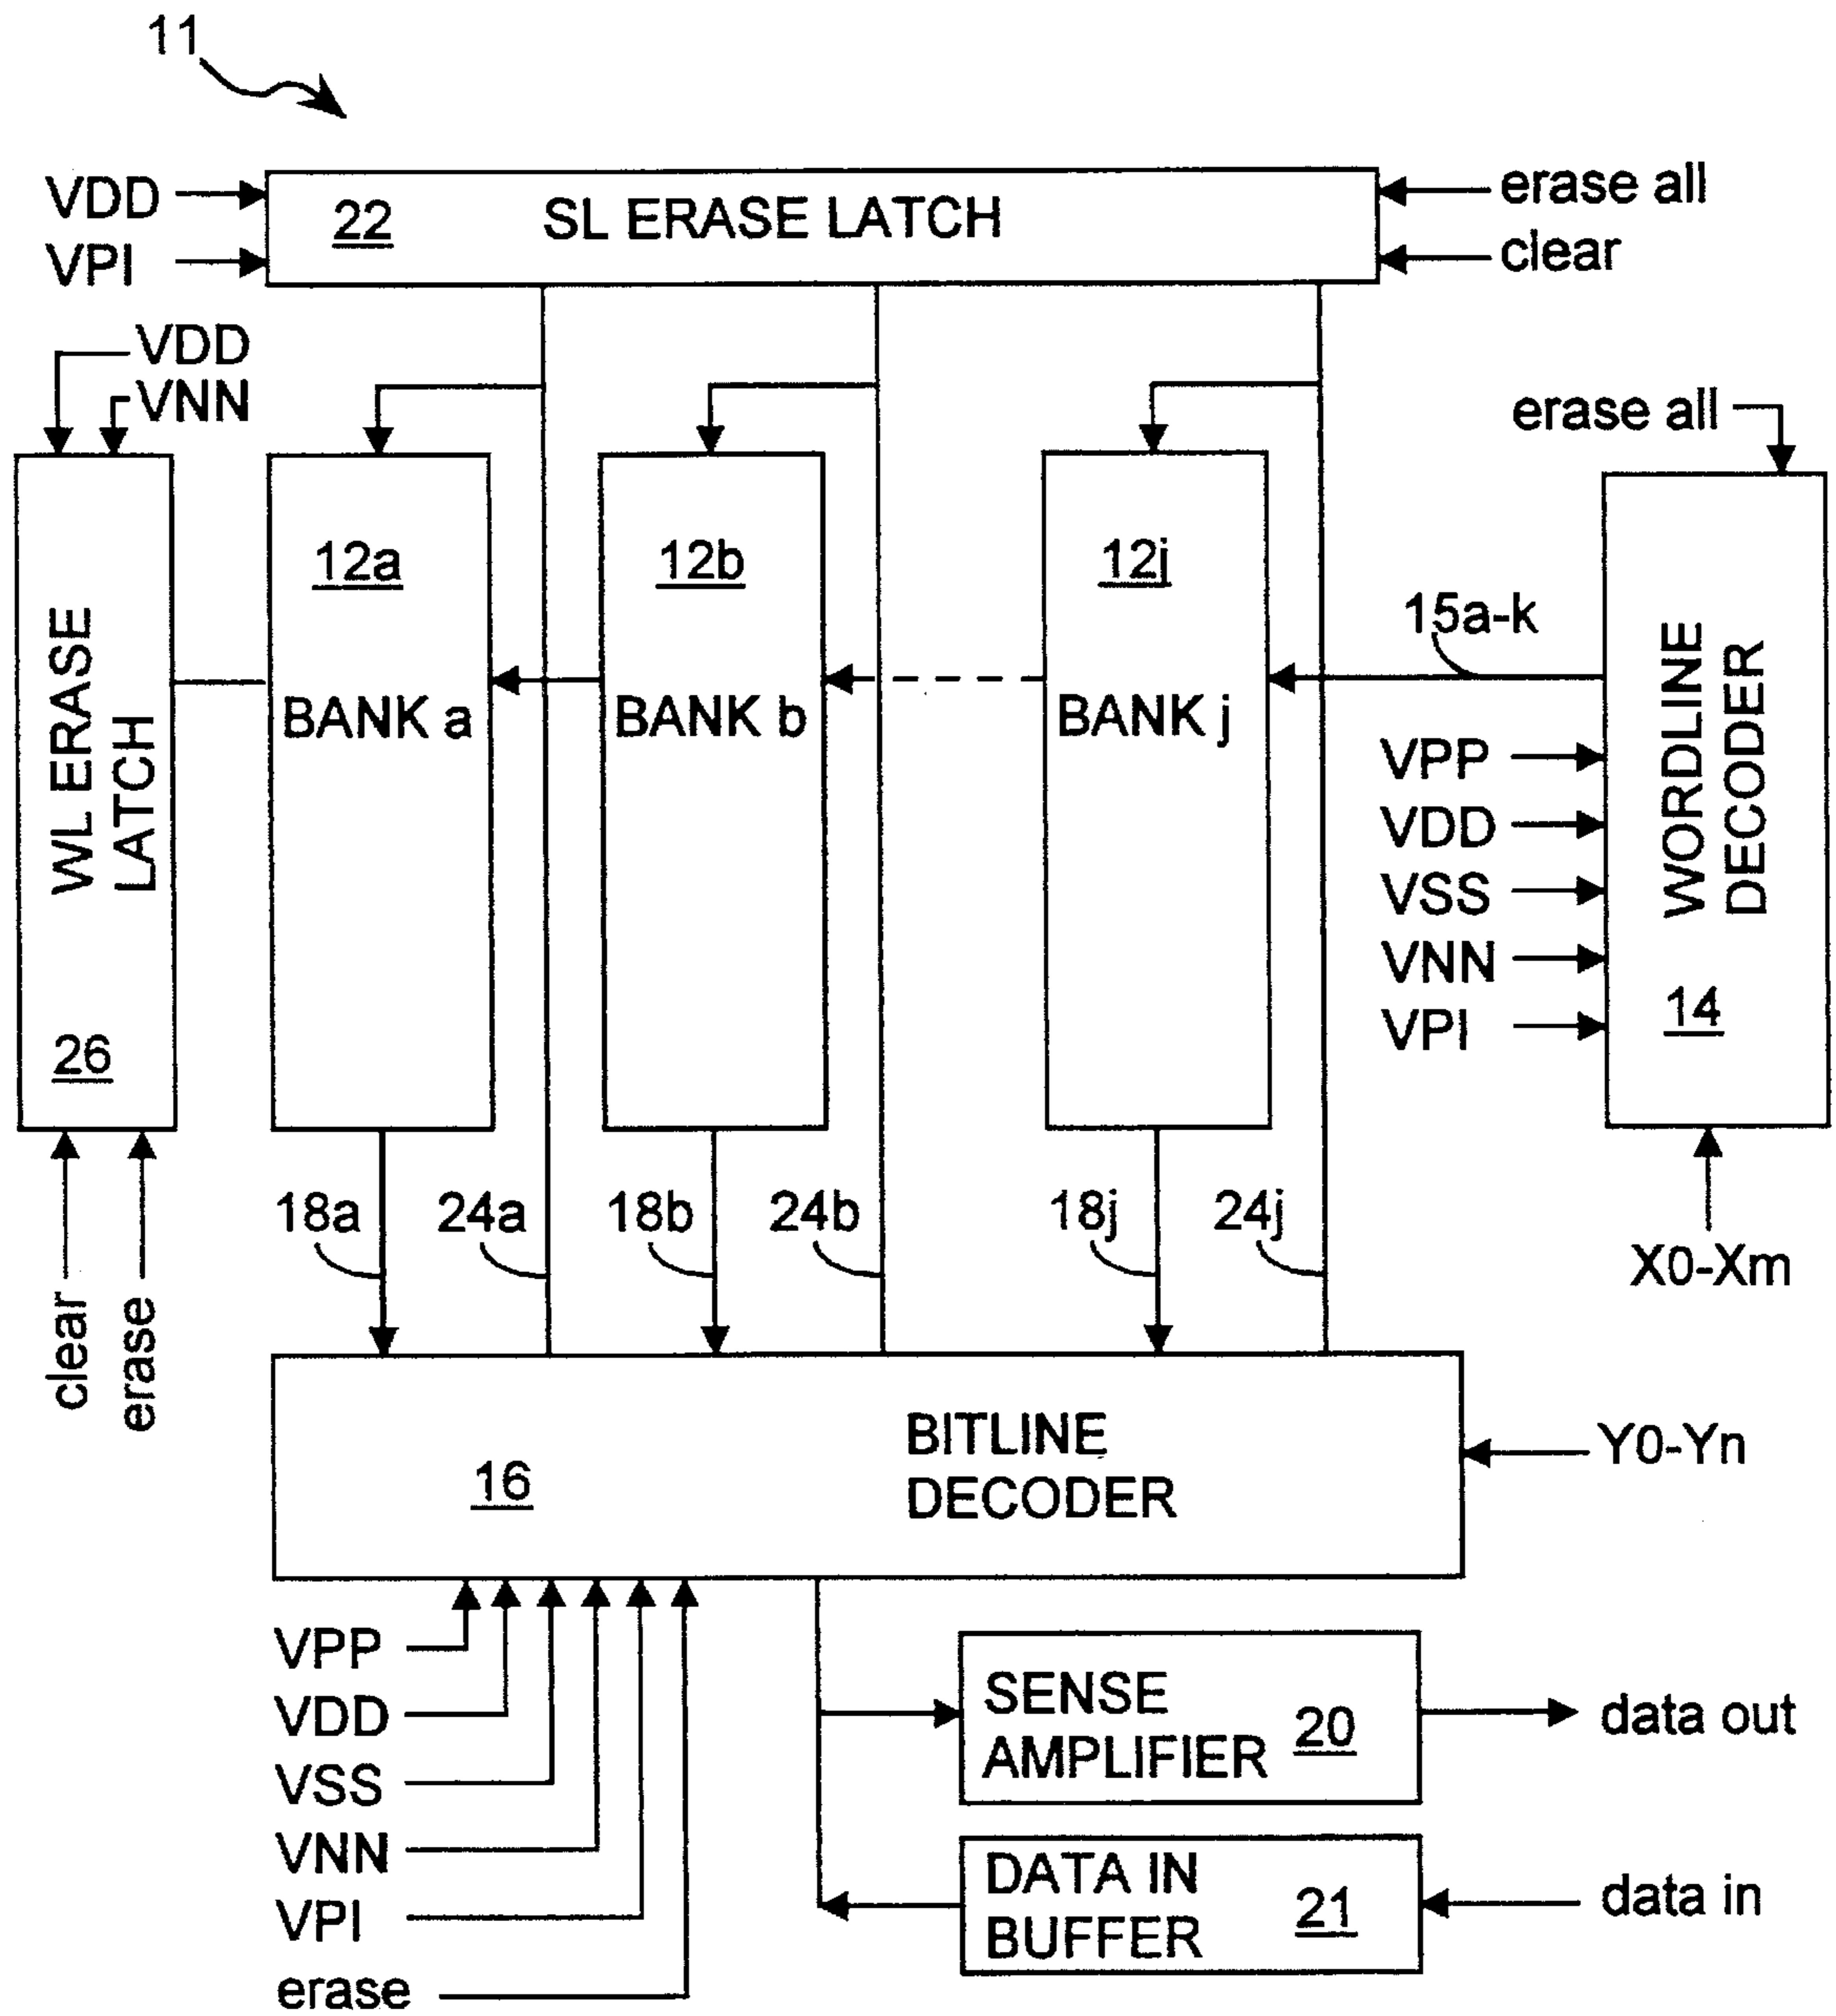 11
VDD
VPI
22
SL ERASE LATCH
erase all
clear
VDD
VNN
erase all
WL ERASE
LATCH
26
12a
BANK a
12b
BANK b
12j
BANK j
15a-k
VPP
VDD
VSS
VNN
VPI
WORDLINE
DECODER
14
clear
erase
18a
24a
18b
24b
18j
24j
X0-Xm
16
BITLINE
DECODER
Y0-Yn
VPP
VDD
VSS
VNN
VPI
erase
SENSE
AMPLIFIER
20
data out
DATA IN
BUFFER
21
data in